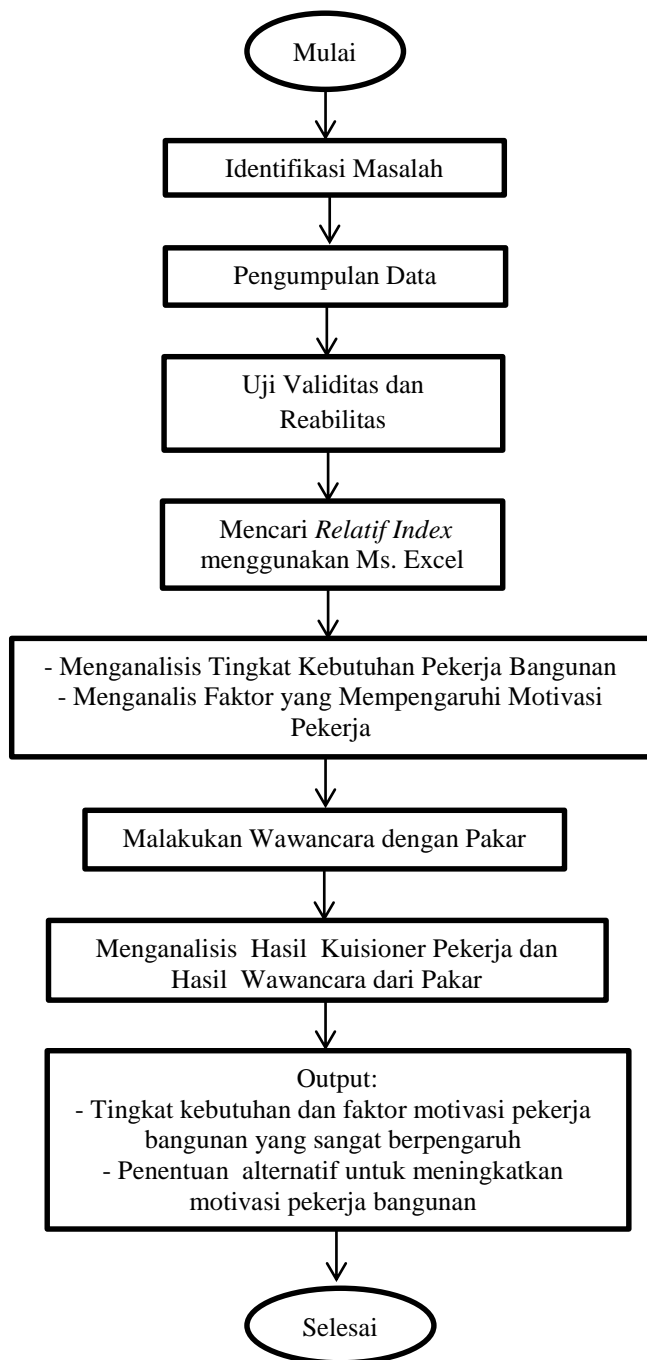 Mulai
Identifikasi Masalah
Pengumpulan Data
Uji Validitas dan
Reabilitas
Mencari Relatif Index
menggunakan Ms. Excel
- Menganalisis Tingkat Kebutuhan Pekerja Bangunan
- Menganalis Faktor yang Mempengaruhi Motivasi
Pekerja
Malakukan Wawancara dengan Pakar
Menganalisis Hasil Kuisioner Pekerja dan
Hasil Wawancara dari Pakar
Output:
- Tingkat kebutuhan dan faktor motivasi pekerja
bangunan yang sangat berpengaruh
- Penentuan alternatif untuk meningkatkan
motivasi pekerja bangunan
Selesai